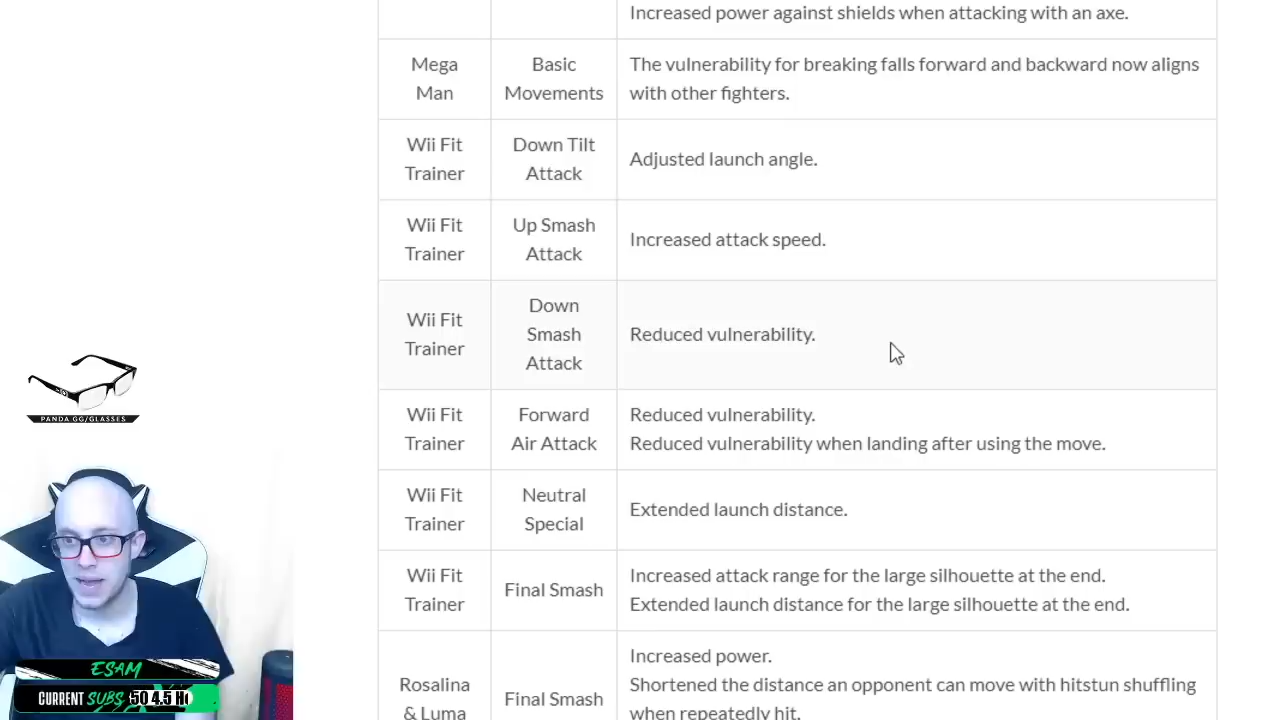 Increased power against shields when attacking with an axe.
Mega
Man
Basic
Movements
The vulnerability for breaking falls forward and backward now aligns
with other fighters.
Wii Fit
Trainer
Down Tilt
Attack
Adjusted launch angle.
Wii Fit
Trainer
Up Smash
Attack
Increased attack speed.
Wii Fit
Trainer
Down
Smash
Attack
Reduced vulnerability.
Wii Fit
Trainer
Forward
Air Attack
Reduced vulnerability.
Reduced vulnerability when landing after using the move.
Wii Fit
Trainer
Neutral
Special
Extended launch distance.
Wii Fit
Trainer
Final Smash
Increased attack range for the large silhouette at the end.
Extended launch distance for the large silhouette at the end.
Rosalina
& Luma
Final Smash
Increased power.
Shortened the distance an opponent can move with hitstun shuffling
when repeatedly hit.
PANDA GG/GLASSES
ESAM
CURRENT SUBS